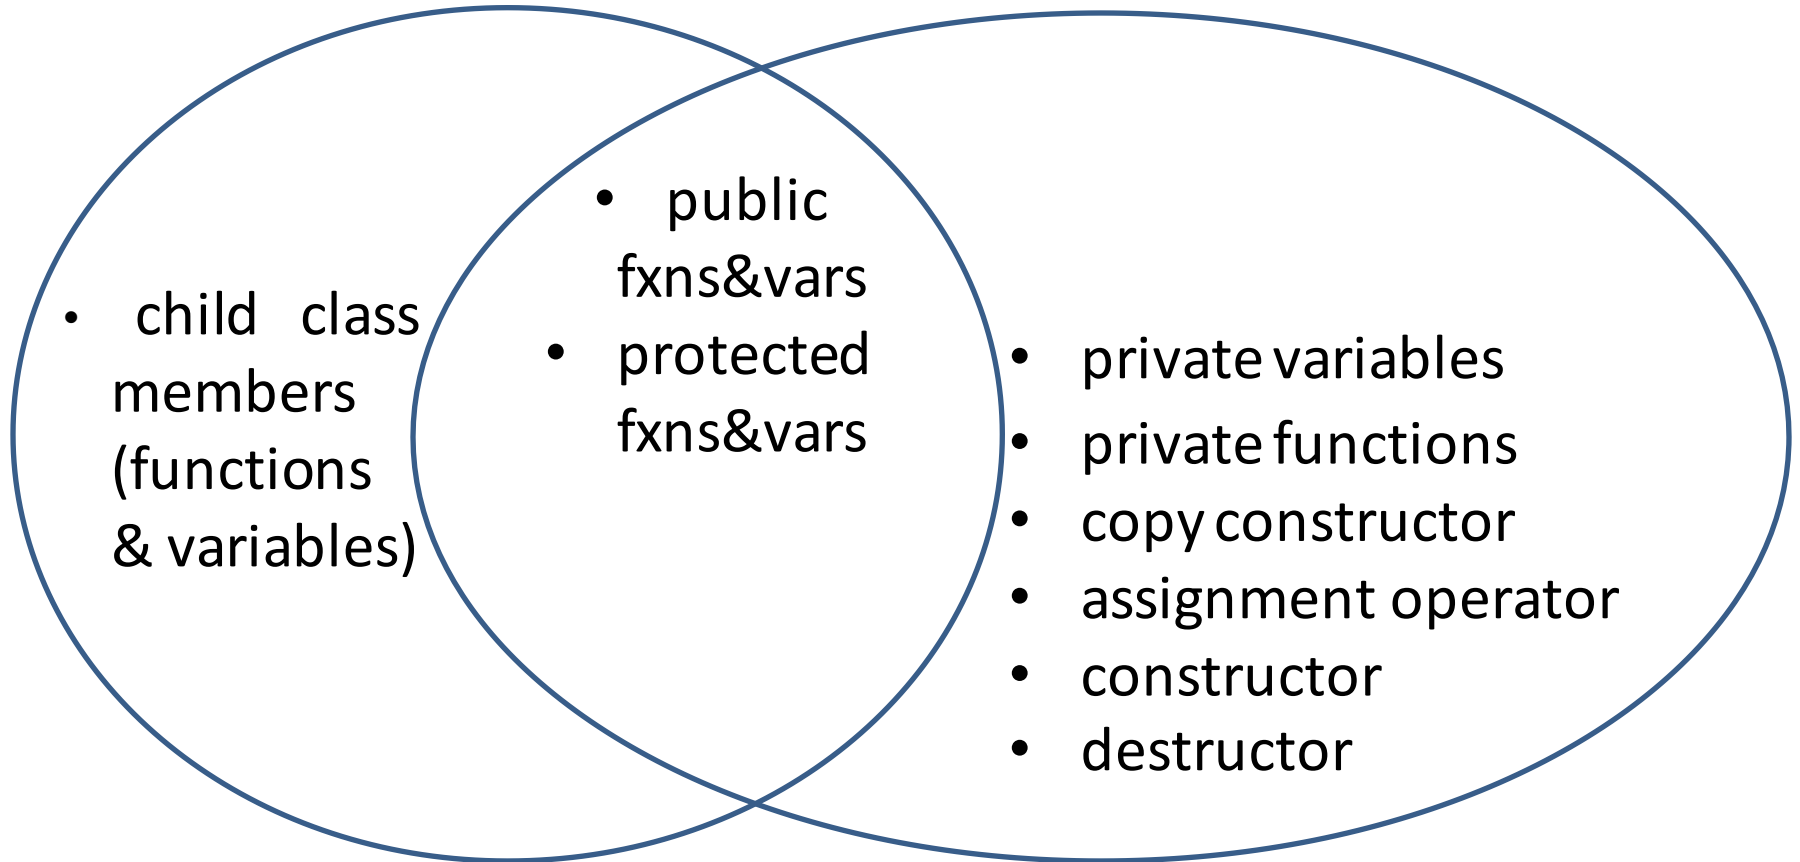 • child class
members
(functions
& variables)
• public
fxns&vars
• protected
fxns&vars
• private variables
• private functions
• copy constructor
• assignment operator
• constructor
• destructor